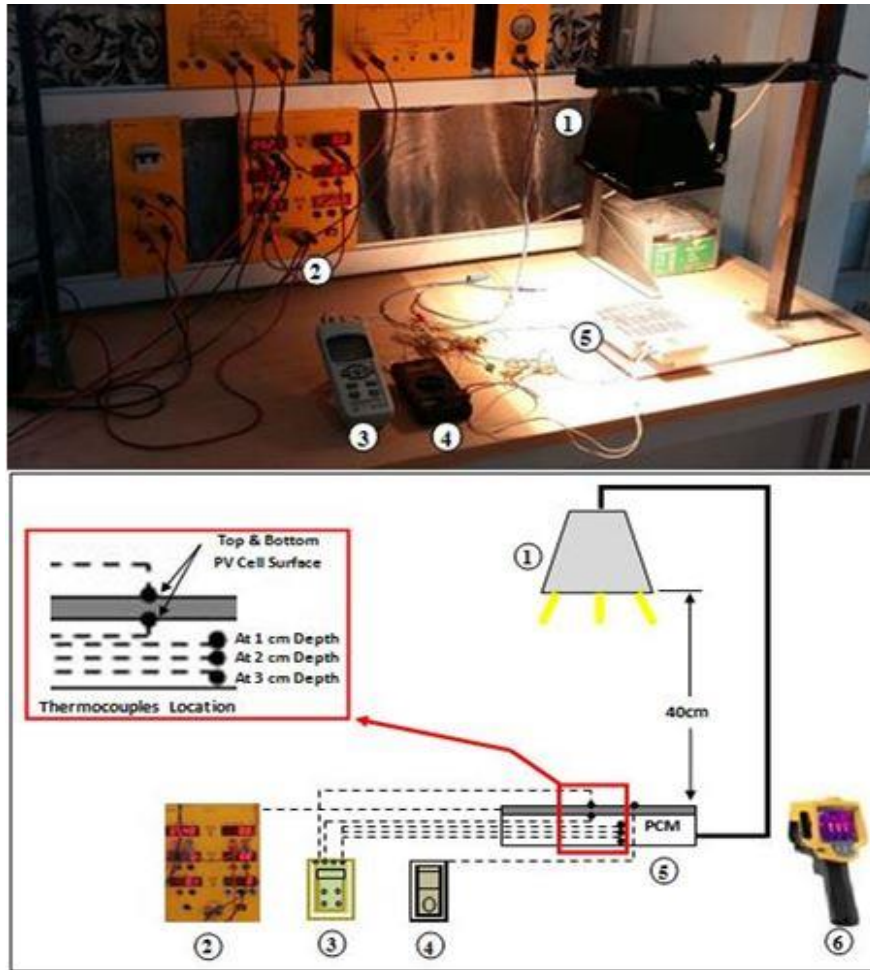 1
2
5
3
4
Top & Bottom
PV Cell Surface
At 1 cm Depth
At 2 cm Depth
At 3 cm Depth
Thermocouples Location
1
40cm
PCM
5
2
3
4
6